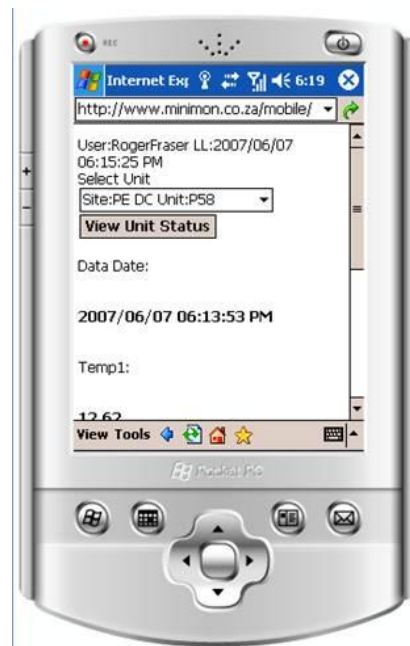 REC
Internet Exp 6:19
http://www.minimon.co.za/mobile/
User:RogerFraser LL:2007/06/07
06:15:25 PM
Select Unit
Site:PE DC Unit:P58
View Unit Status
Data Date:
2007/06/07 06:13:53 PM
Temp1:
12.62
View Tools
Pocket PC